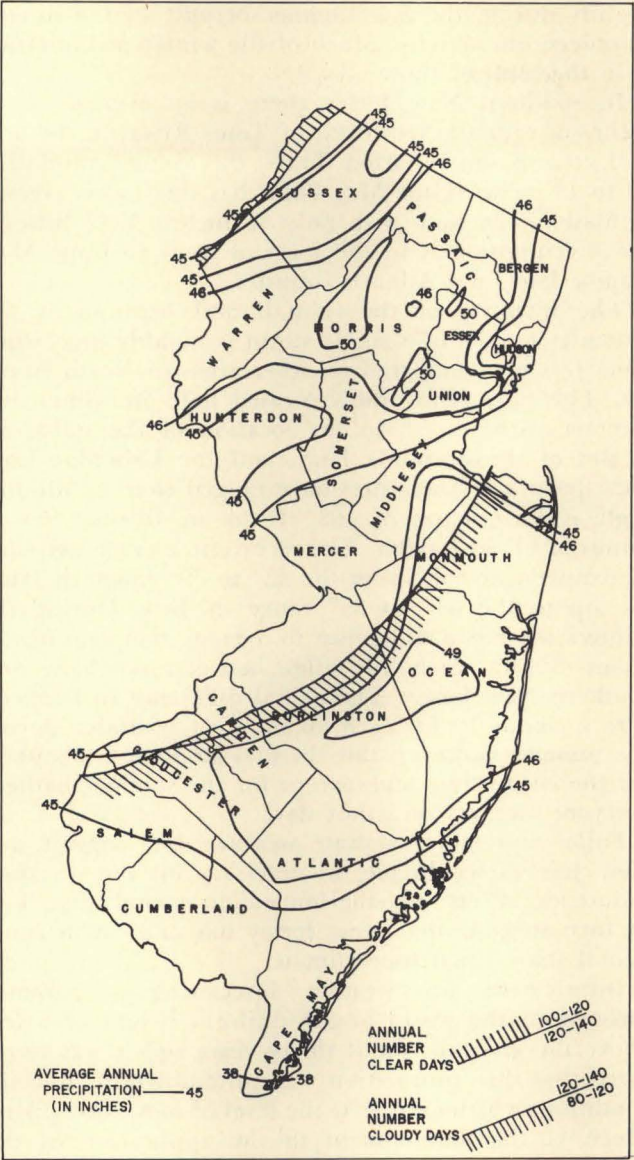 45
45
45
45
46
SUSSEX
PASSAIC
45
46
45
45
45
46
BERGEN
WARREN
46
50
MORRIS
ESSEX
HUDSON
50
50
UNION
HUNTERDON
46
45
SOMERSET
MIDDLESEX
45
45
MERCER
MONMOUTH
45
46
49
OCEAN
CAMDEN
BURLINGTON
45
GLOUCESTER
46
45
45
SALEM
ATLANTIC
CUMBERLAND
CAPE MAY
38
38
AVERAGE ANNUAL
PRECIPITATION 45
(IN INCHES)
ANNUAL
NUMBER
CLEAR DAYS
100-120
120-140
ANNUAL
NUMBER
CLOUDY DAYS
120-140
80-120